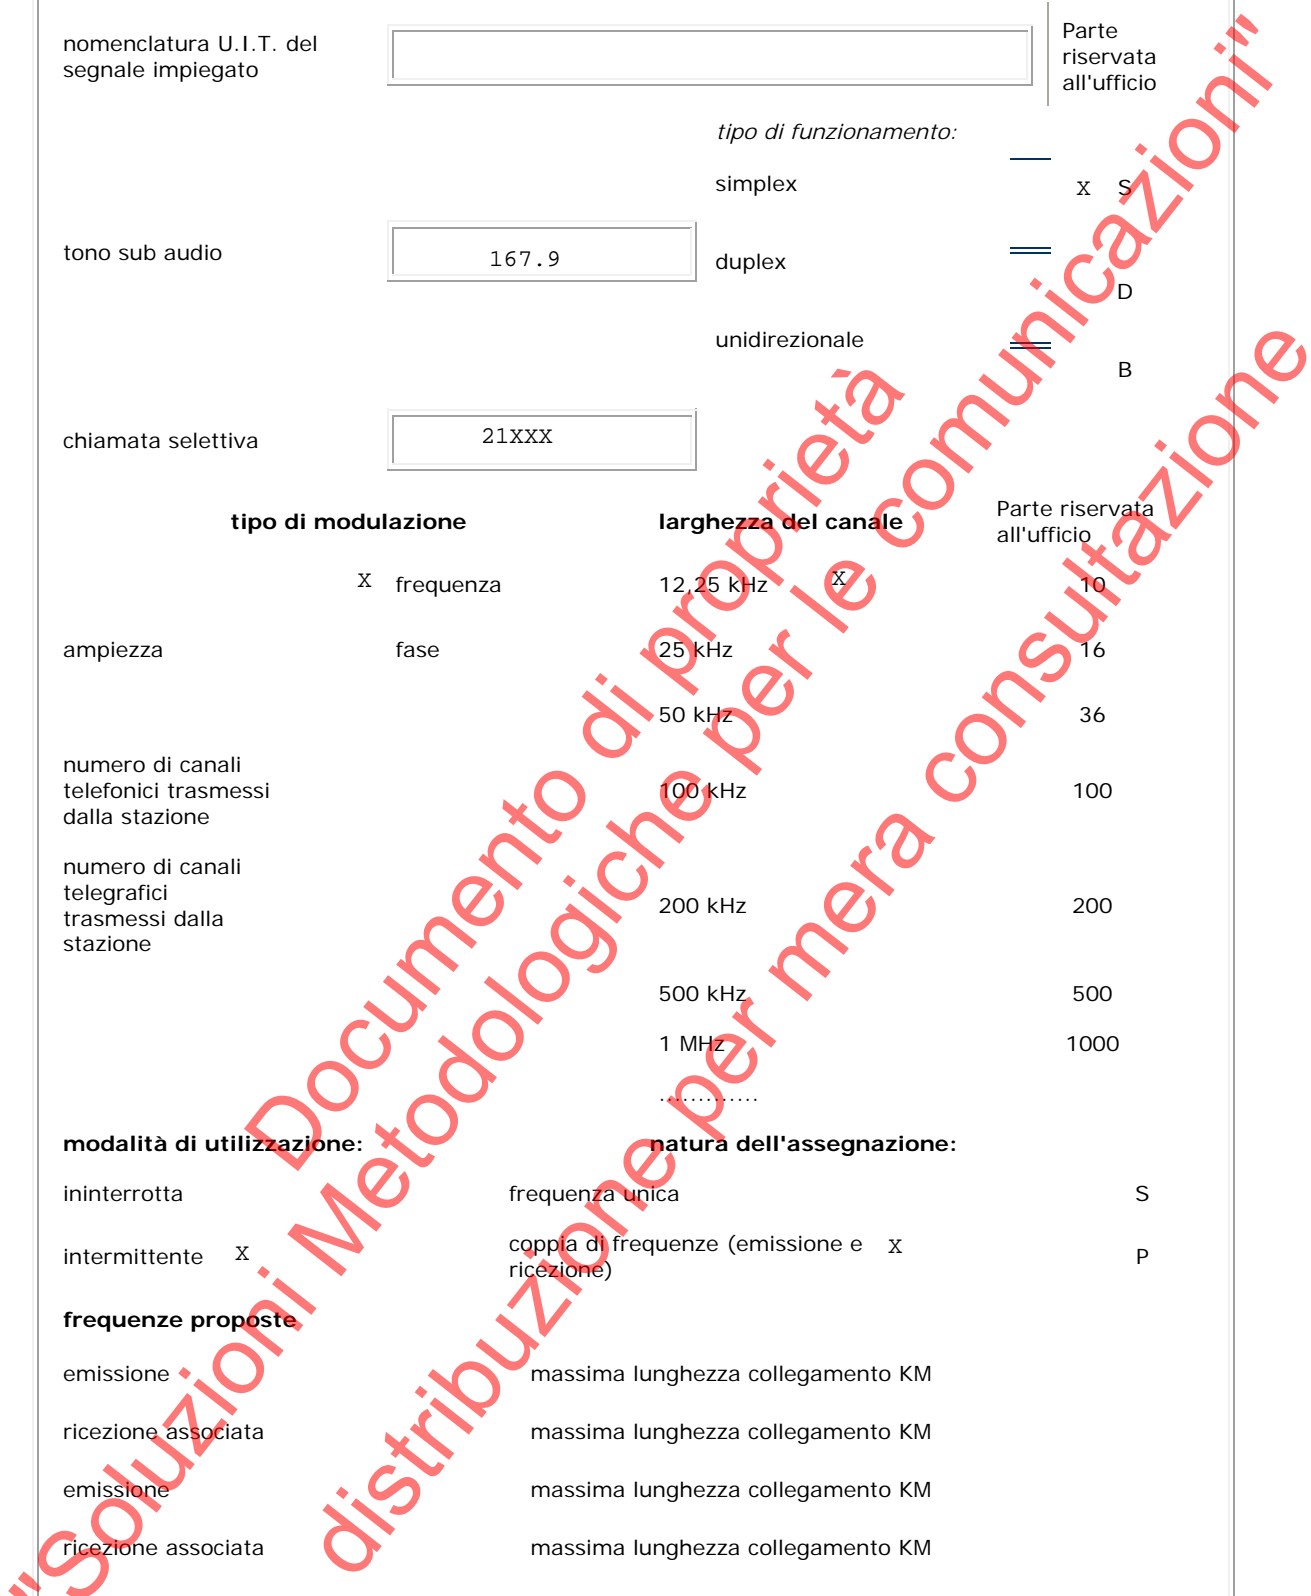 nomenclatura U.I.T. del
segnale impiegato
Parte
riservata
all'ufficio
tipo di funzionamento:
simplex X S
tono sub audio 167.9 duplex
D
unidirezionale
B
chiamata selettiva 21XXX
tipo di modulazione larghezza del canale Parte riservata
all'ufficio
X frequenza 12,25 kHz X 10
ampiezza fase 25 kHz 16
50 kHz 36
numero di canali
telefonici trasmessi
dalla stazione
100 kHz 100
numero di canali
telegrafici
trasmessi dalla
stazione
200 kHz 200
500 kHz 500
1 MHz 1000
.............
modalità di utilizzazione: natura dell'assegnazione:
ininterrotta frequenza unica S
intermittente X coppia di frequenze (emissione e X P
ricezione)
frequenze proposte
emissione massima lunghezza collegamento KM
ricezione associata massima lunghezza collegamento KM
emissione massima lunghezza collegamento KM
ricezione associata massima lunghezza collegamento KM
Documento di proprietà
"Soluzioni Metodologiche per le comunicazioni"
distribuzione per mera consultazione